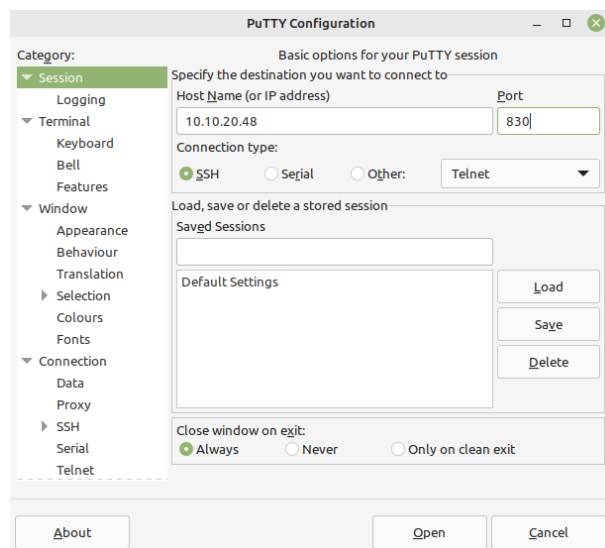 PuTTY Configuration
Category:
Session
Logging
Terminal
Keyboard
Bell
Features
Window
Appearance
Behaviour
Translation
Selection
Colours
Fonts
Connection
Data
Proxy
SSH
Serial
Telnet
Basic options for your PuTTY session
Specify the destination you want to connect to
Host Name (or IP address) Port
10.10.20.48 830
Connection type:
SSH Serial Other: Telnet
Load, save or delete a stored session
Saved Sessions
Default Settings
Load
Save
Delete
Close window on exit:
Always Never Only on clean exit
About Open Cancel